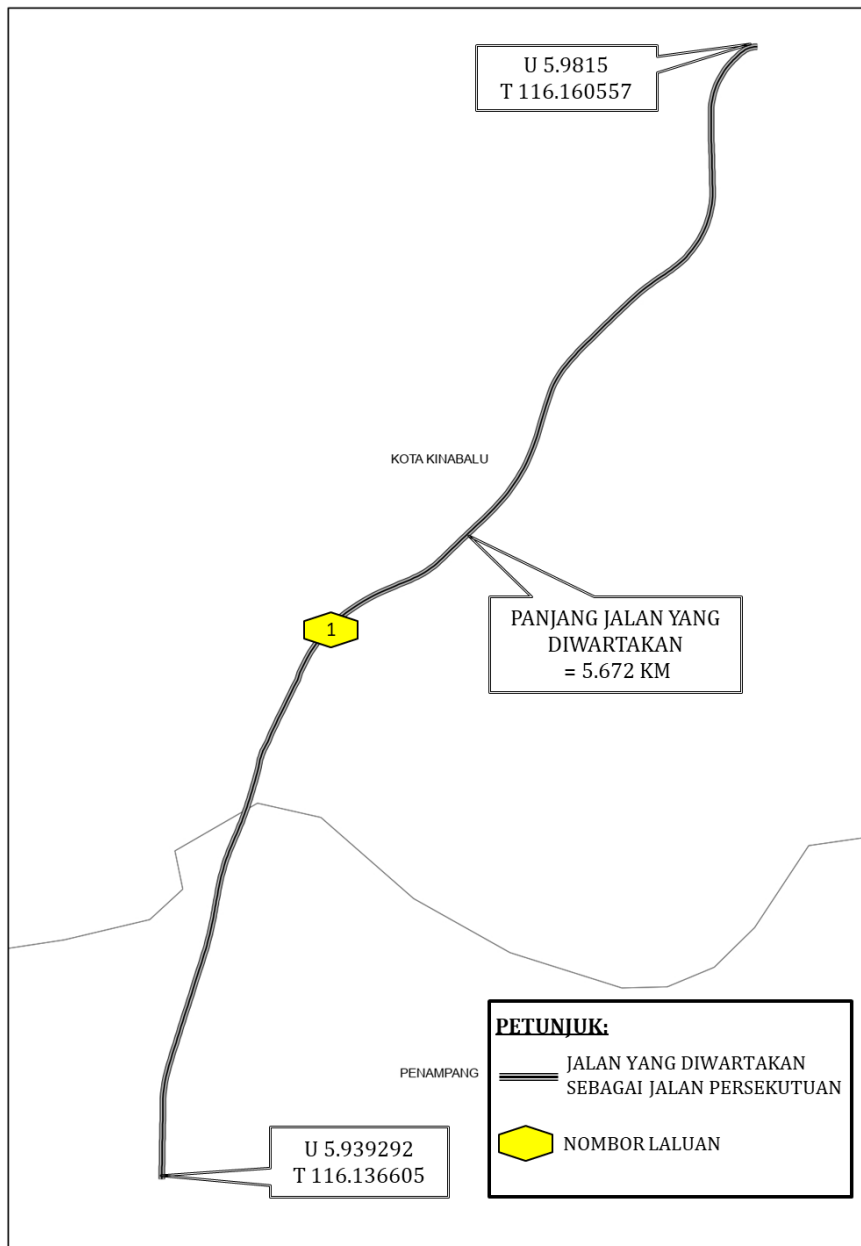 U 5.9815
T 116.160557
KOTA KINABALU
PANJANG JALAN YANG
DIWARTAKAN
= 5.672 KM
1
PENAMPANG
U 5.939292
T 116.136605
PETUNJUK:
JALAN YANG DIWARTAKAN
SEBAGAI JALAN PERSEKUTUAN
NOMBOR LALUAN